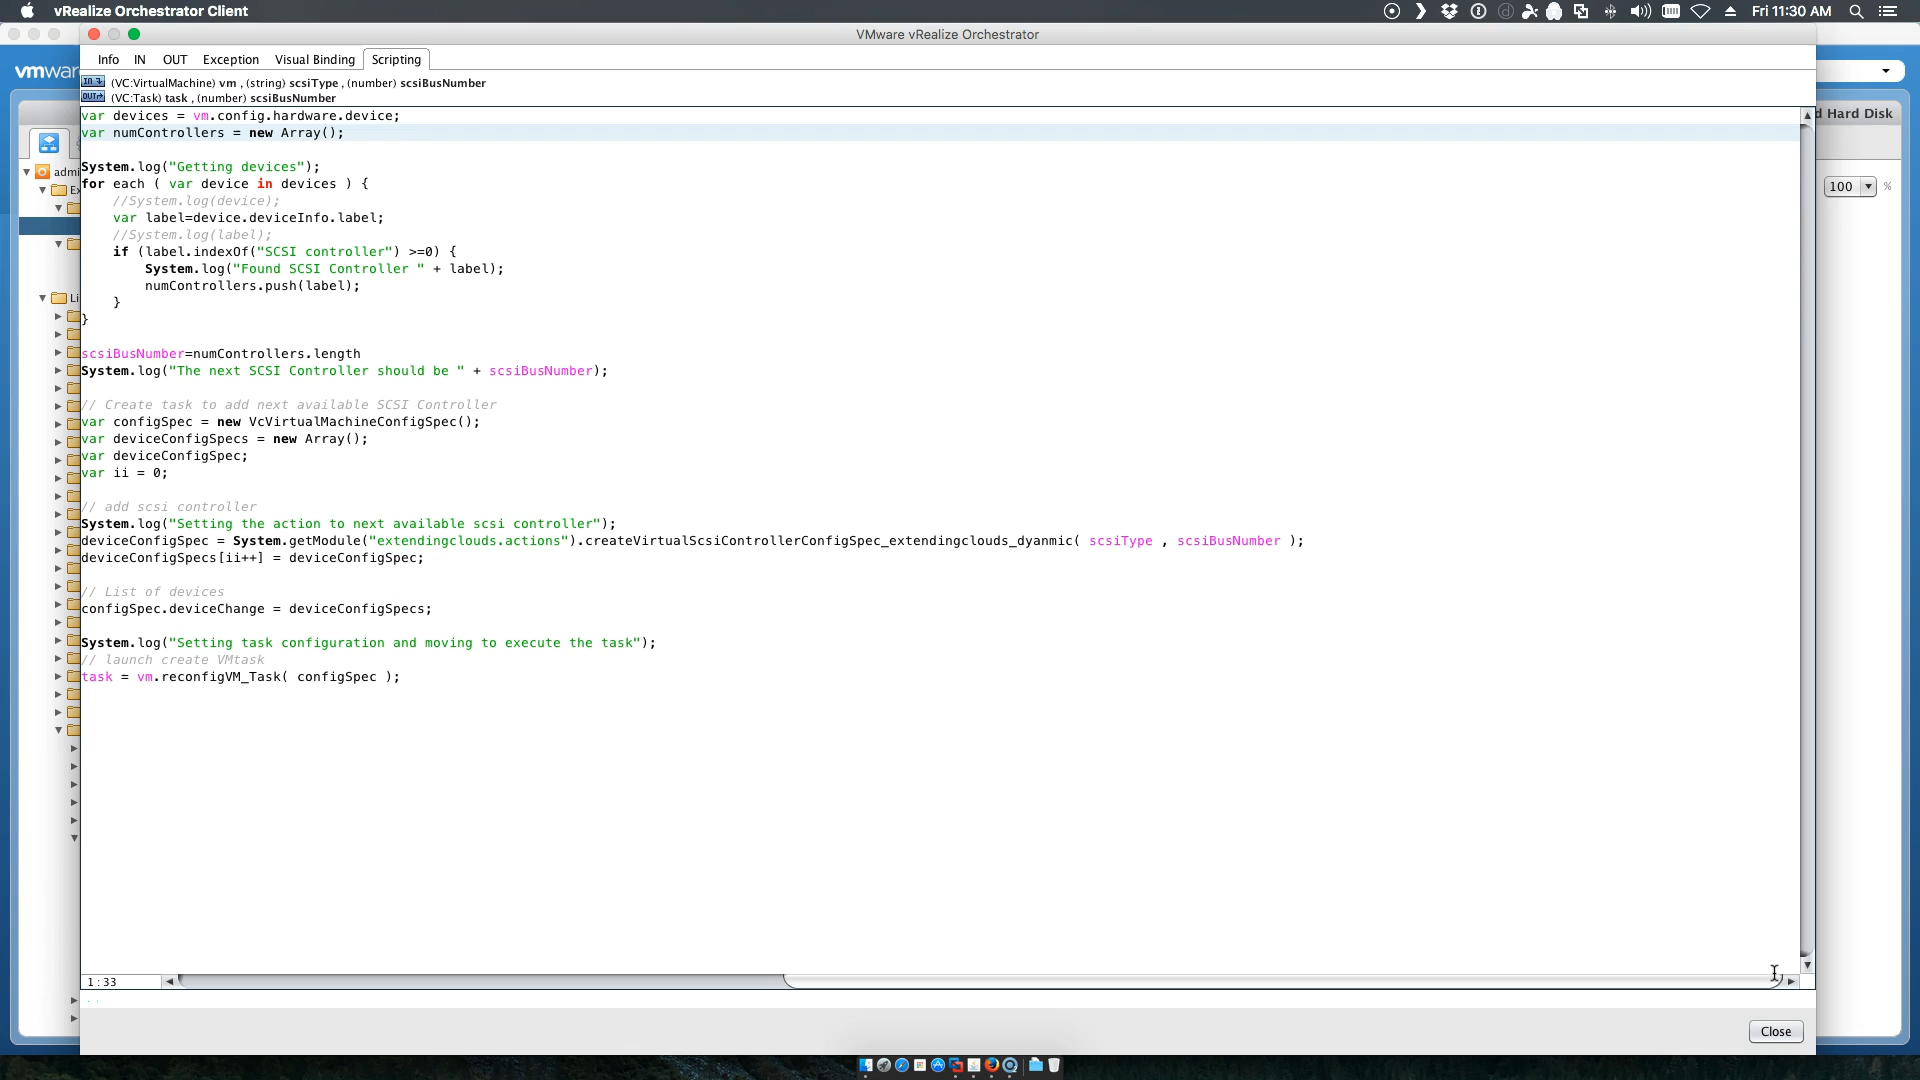 vRealize Orchestrator Client
Fri 11:30 AM
VMware vRealize Orchestrator
vmwar
Info IN OUT Exception Visual Binding Scripting
IN (VC:VirtualMachine) vm , (string) scsiType , (number) scsiBusNumber
OUT (VC:Task) task , (number) scsiBusNumber
d Hard Disk
admi
Ex
Li
100 %
var devices = vm.config.hardware.device;
var numControllers = new Array();
System.log("Getting devices");
for each ( var device in devices ) {
//System.log(device);
var label=device.deviceInfo.label;
//System.log(label);
if (label.indexOf("SCSI controller") >=0) {
System.log("Found SCSI Controller " + label);
numControllers.push(label);
}
}
scsiBusNumber=numControllers.length
System.log("The next SCSI Controller should be " + scsiBusNumber);
// Create task to add next available SCSI Controller
var configSpec = new VcVirtualMachineConfigSpec();
var deviceConfigSpecs = new Array();
var deviceConfigSpec;
var ii = 0;
// add scsi controller
System.log("Setting the action to next available scsi controller");
deviceConfigSpec = System.getModule("extendingclouds.actions").createVirtualScsiControllerConfigSpec_extendingclouds_dyanmic( scsiType , scsiBusNumber );
deviceConfigSpecs[ii++] = deviceConfigSpec;
// List of devices
configSpec.deviceChange = deviceConfigSpecs;
System.log("Setting task configuration and moving to execute the task");
// launch create VMtask
task = vm.reconfigVM_Task( configSpec );
1:33
Close